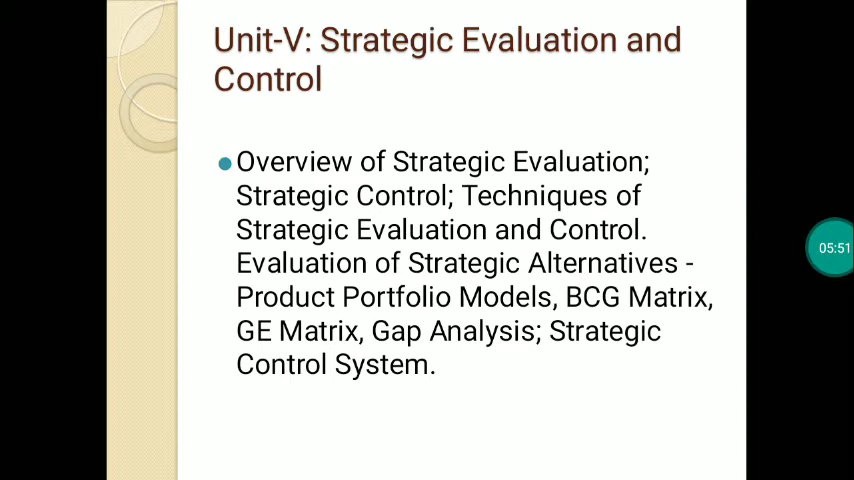 Unit-V: Strategic Evaluation and
Control
Overview of Strategic Evaluation;
Strategic Control; Techniques of
Strategic Evaluation and Control.
Evaluation of Strategic Alternatives -
Product Portfolio Models, BCG Matrix,
GE Matrix, Gap Analysis; Strategic
Control System.
05:51